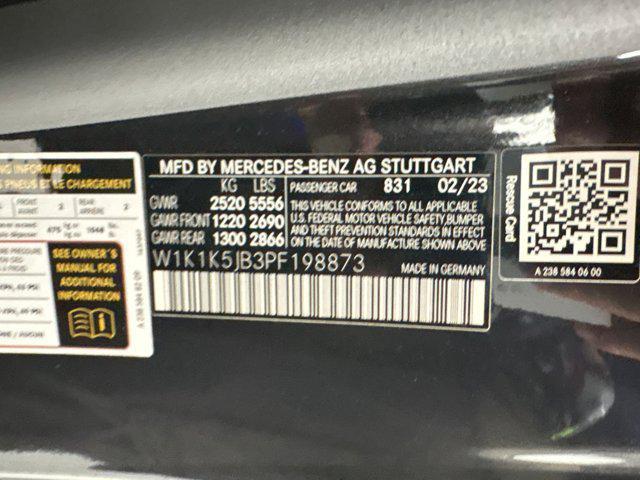 MFD BY MERCEDES-BENZ AG STUTTGART
KG LBS PASSENGER CAR 831 02/23
GVWR 2520 5556
GAWR FRONT 1220 2690
GAWR REAR 1300 2866
THIS VEHICLE CONFORMS TO ALL APPLICABLE
U.S. FEDERAL MOTOR VEHICLE SAFETY, BUMPER
AND THEFT PREVENTION STANDARDS IN EFFECT
ON THE DATE OF MANUFACTURE SHOWN ABOVE
W1K1K5JB3PF198873 MADE IN GERMANY
Rescue Card
A 238 584 06 00
INFORMATION
PNEUS ET LE CHARGEMENT
FRONT 2 REAR 2
AVANT ARRIÈRE
SEE OWNER'S
MANUAL FOR
ADDITIONAL
INFORMATION